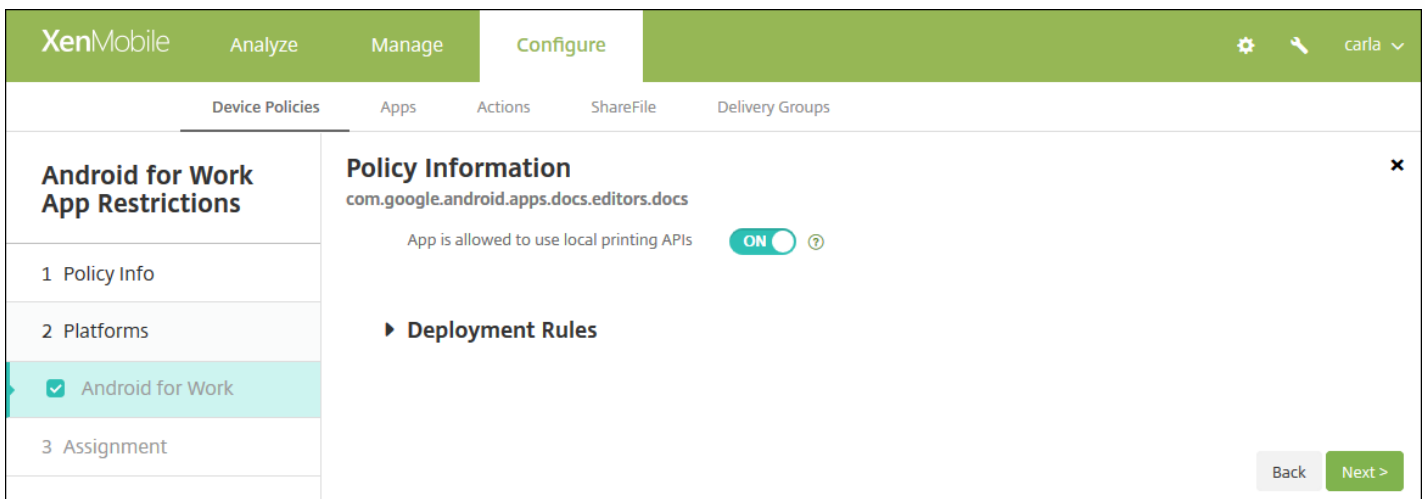 XenMobile Analyze Manage Configure carla
Device Policies Apps Actions ShareFile Delivery Groups
Android for Work
App Restrictions
1 Policy Info
2 Platforms
Android for Work
3 Assignment
Policy Information
com.google.android.apps.docs.editors.docs
App is allowed to use local printing APIs ON ?
Deployment Rules
Back Next >